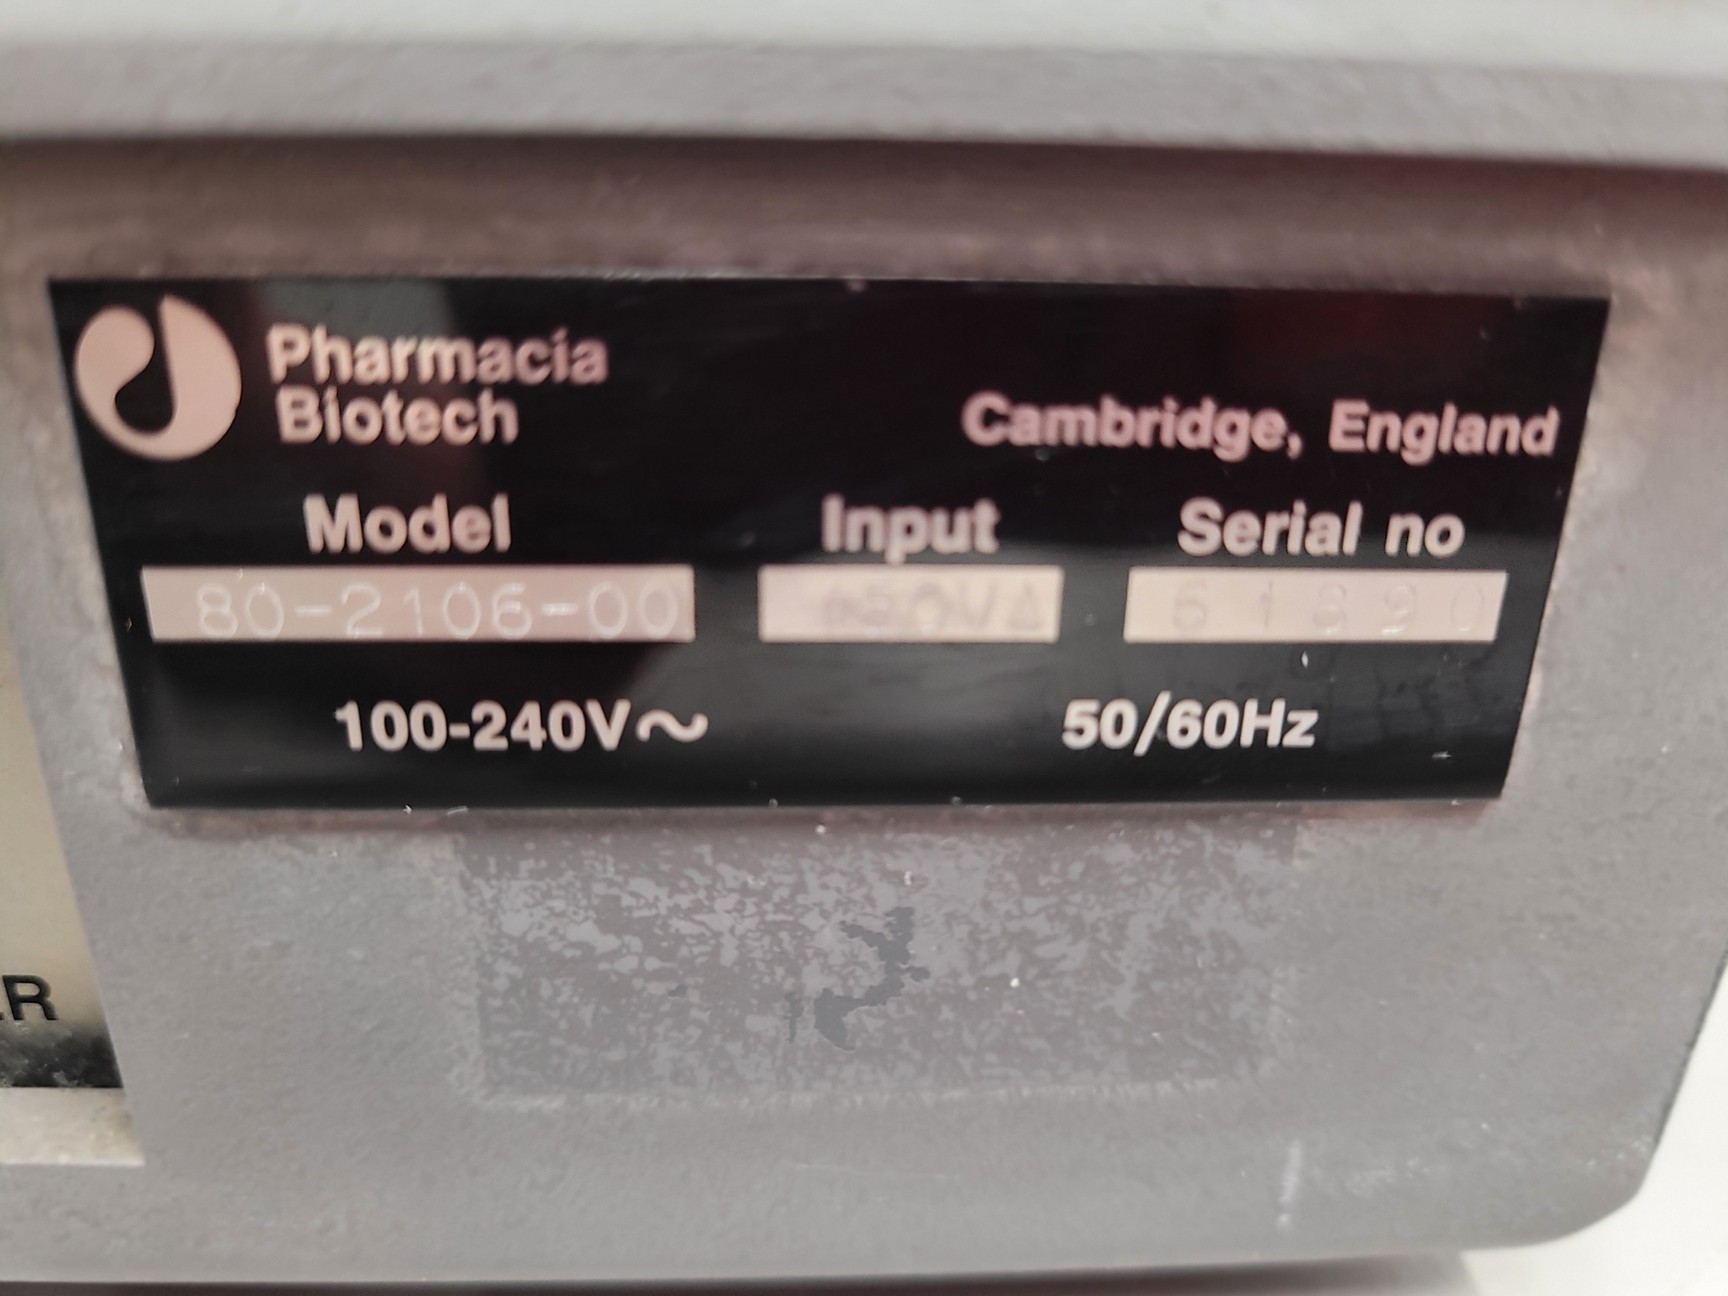 Pharmacia
Biotech
Cambridge, England
Model Input Serial no
80-2106-00
100-240V~ 50/60Hz